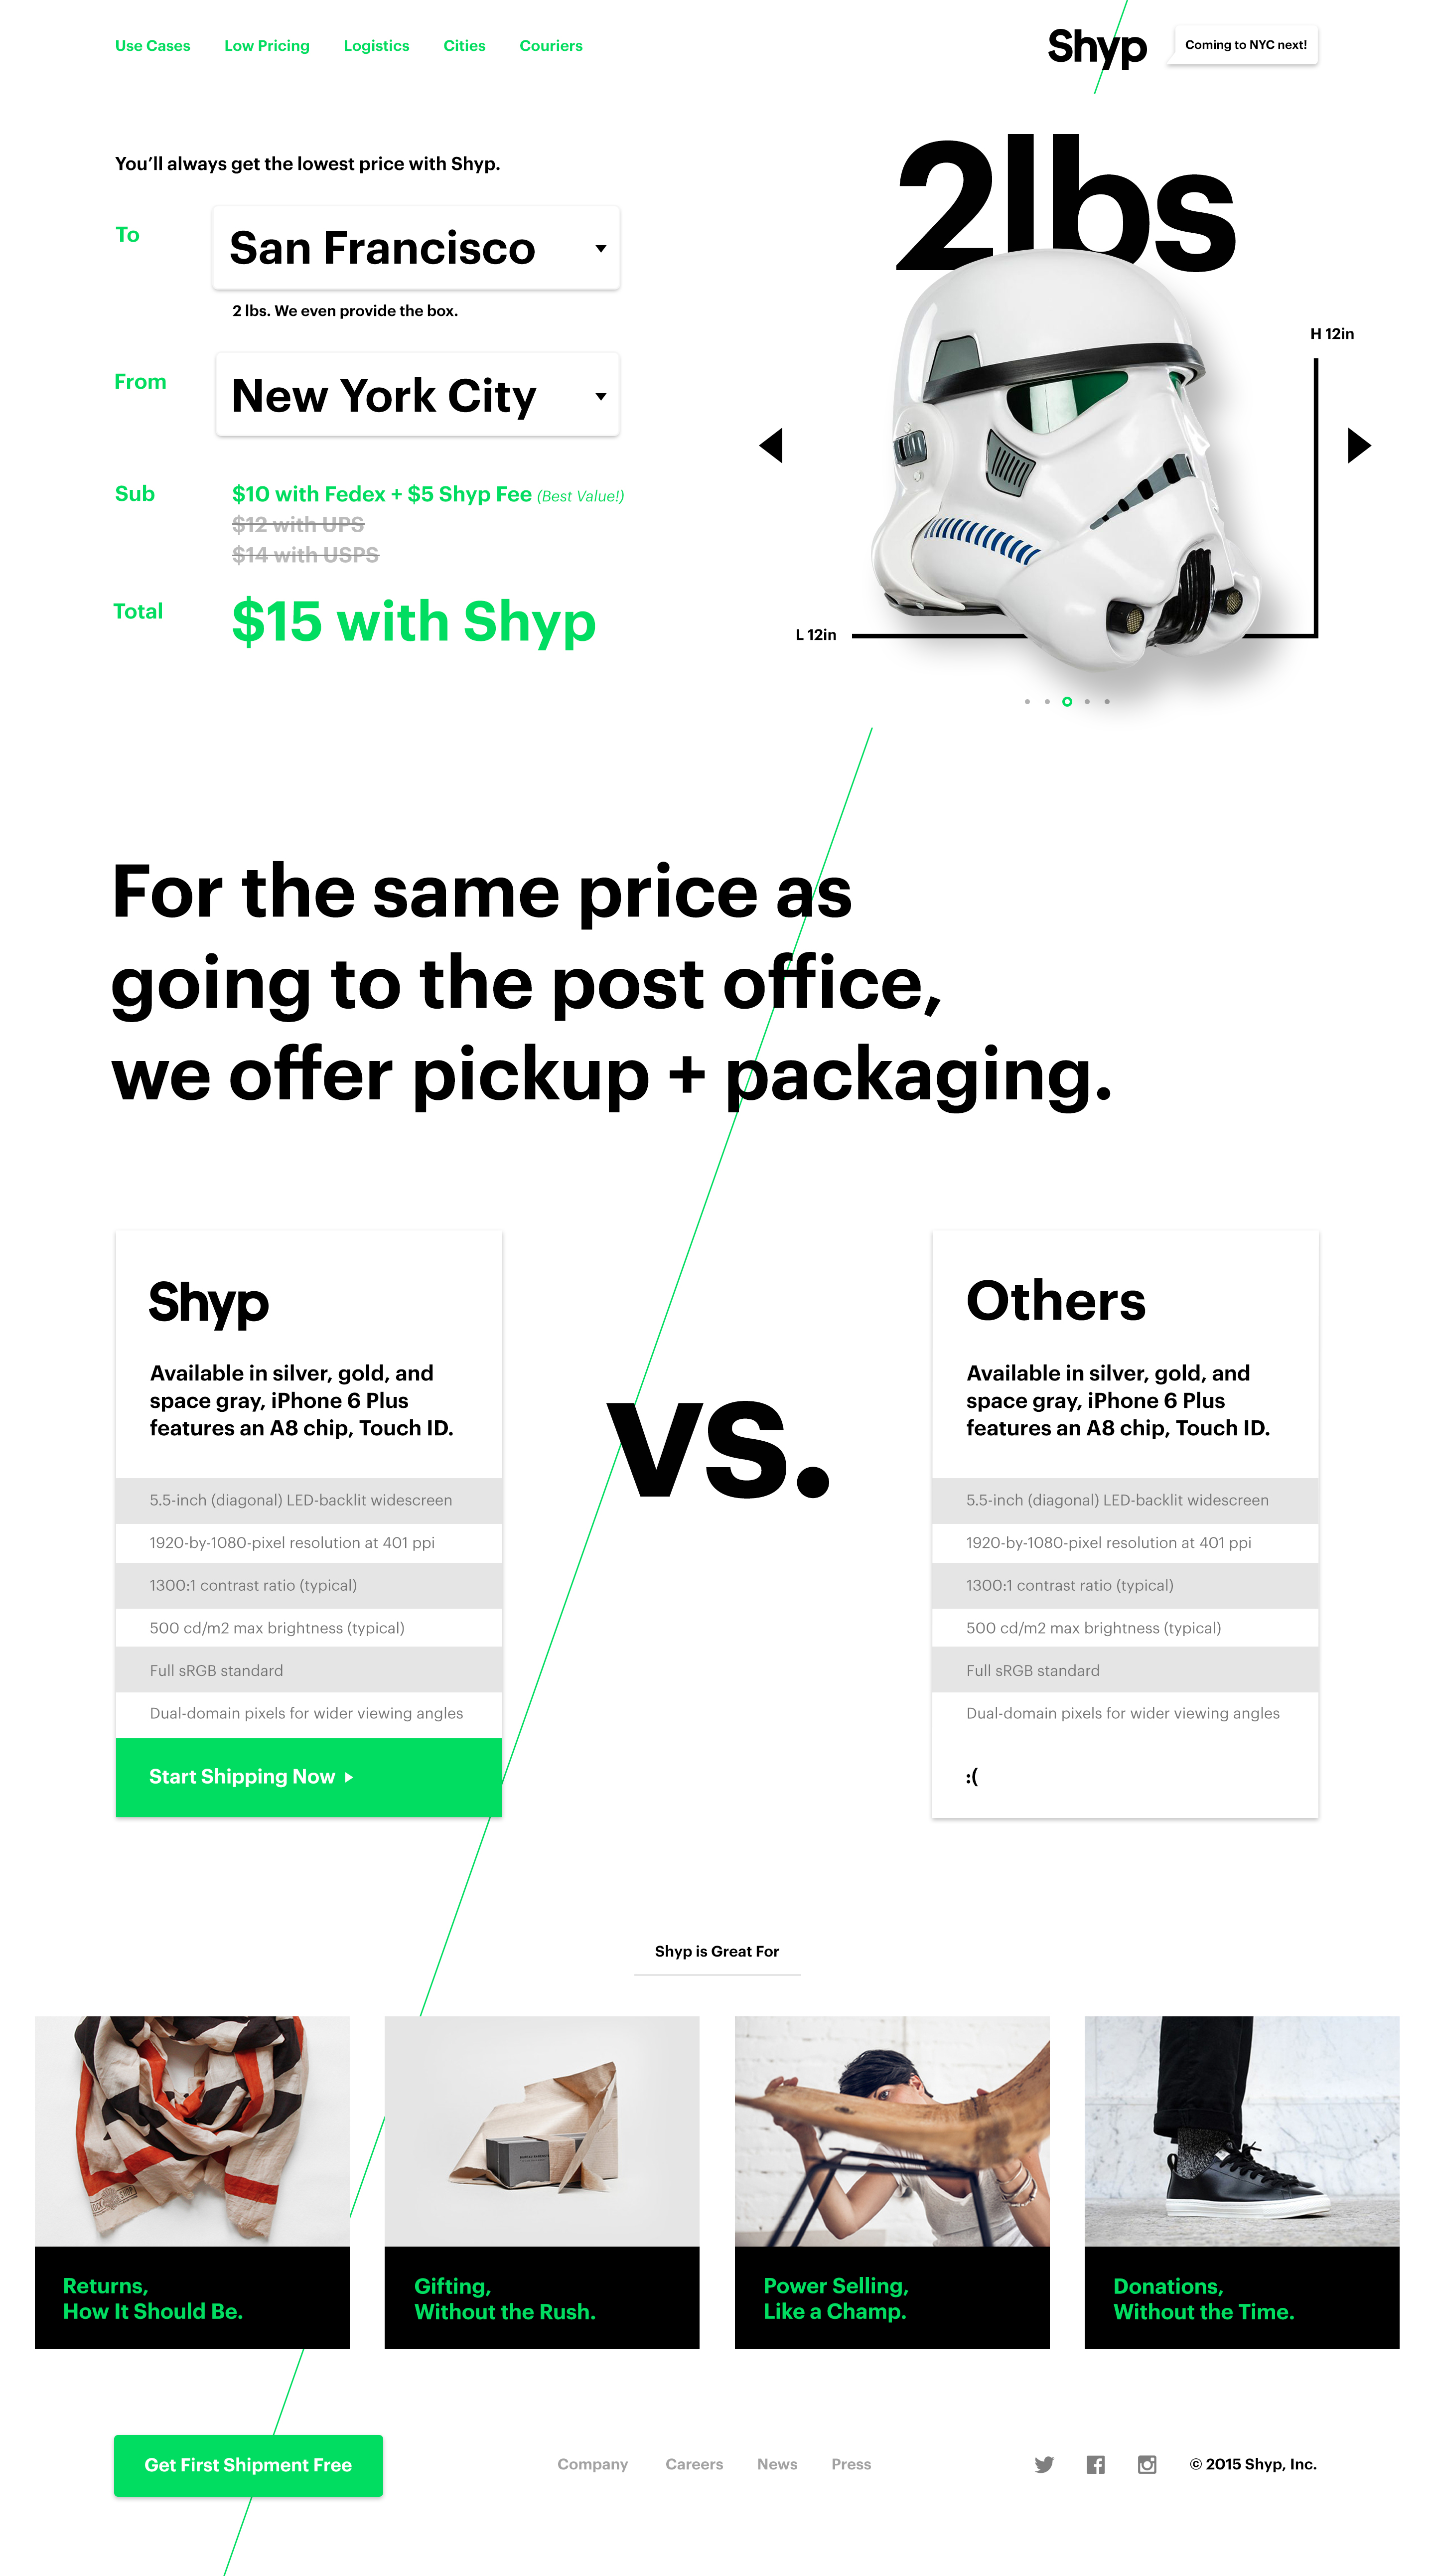 Use Cases
Low Pricing
Logistics
Cities
Couriers
Shyp
Coming to NYC next!
You’ll always get the lowest price with Shyp.
To
San Francisco
2 lbs. We even provide the box.
From
New York City
Sub
$10 with Fedex + $5 Shyp Fee (Best Value!)
$12 with UPS
$14 with USPS
Total
$15 with Shyp
2lbs
H 12in
L 12in
For the same price as
going to the post office,
we offer pickup + packaging.
Shyp
Available in silver, gold, and
space gray, iPhone 6 Plus
features an A8 chip, Touch ID.
5.5-inch (diagonal) LED-backlit widescreen
1920-by-1080-pixel resolution at 401 ppi
1300:1 contrast ratio (typical)
500 cd/m2 max brightness (typical)
Full sRGB standard
Dual-domain pixels for wider viewing angles
Start Shipping Now
vs.
Others
Available in silver, gold, and
space gray, iPhone 6 Plus
features an A8 chip, Touch ID.
5.5-inch (diagonal) LED-backlit widescreen
1920-by-1080-pixel resolution at 401 ppi
1300:1 contrast ratio (typical)
500 cd/m2 max brightness (typical)
Full sRGB standard
Dual-domain pixels for wider viewing angles
:(
Shyp is Great For
Returns,
How It Should Be.
Gifting,
Without the Rush.
Power Selling,
Like a Champ.
Donations,
Without the Time.
Get First Shipment Free
Company
Careers
News
Press
© 2015 Shyp, Inc.